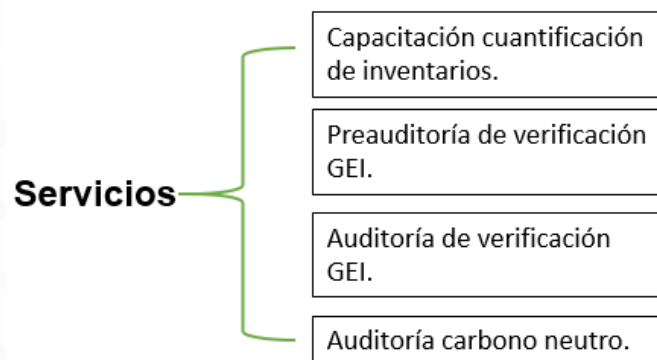 Servicios
Capacitación cuantificación
de inventarios.
Preauditoría de verificación
GEI.
Auditoría de verificación
GEI.
Auditoría carbono neutro.